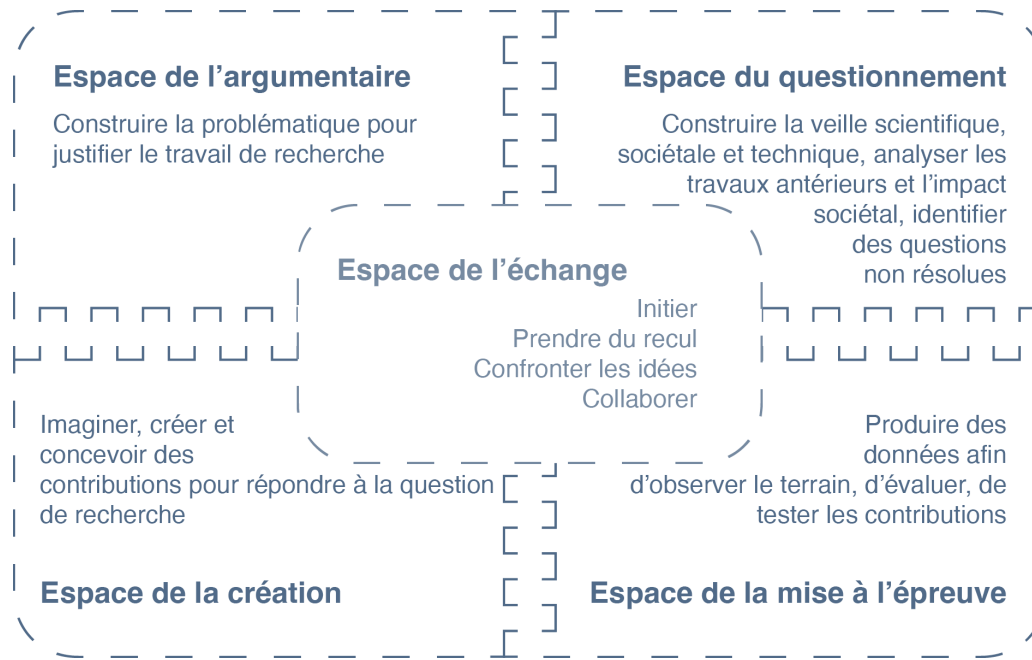 Espace de l’argumentaire
Construire la problématique pour
justifier le travail de recherche
Espace du questionnement
Construire la veille scientifique,
sociétale et technique, analyser les
travaux antérieurs et l’impact
sociétal, identifier
des questions
non résolues
Espace de l’échange
Initier
Prendre du recul
Confronter les idées
Collaborer
Imaginer, créer et
concevoir des
contributions pour répondre à la question
de recherche
Espace de la création
Produire des
données afin
d’observer le terrain, d’évaluer, de
tester les contributions
Espace de la mise à l’épreuve